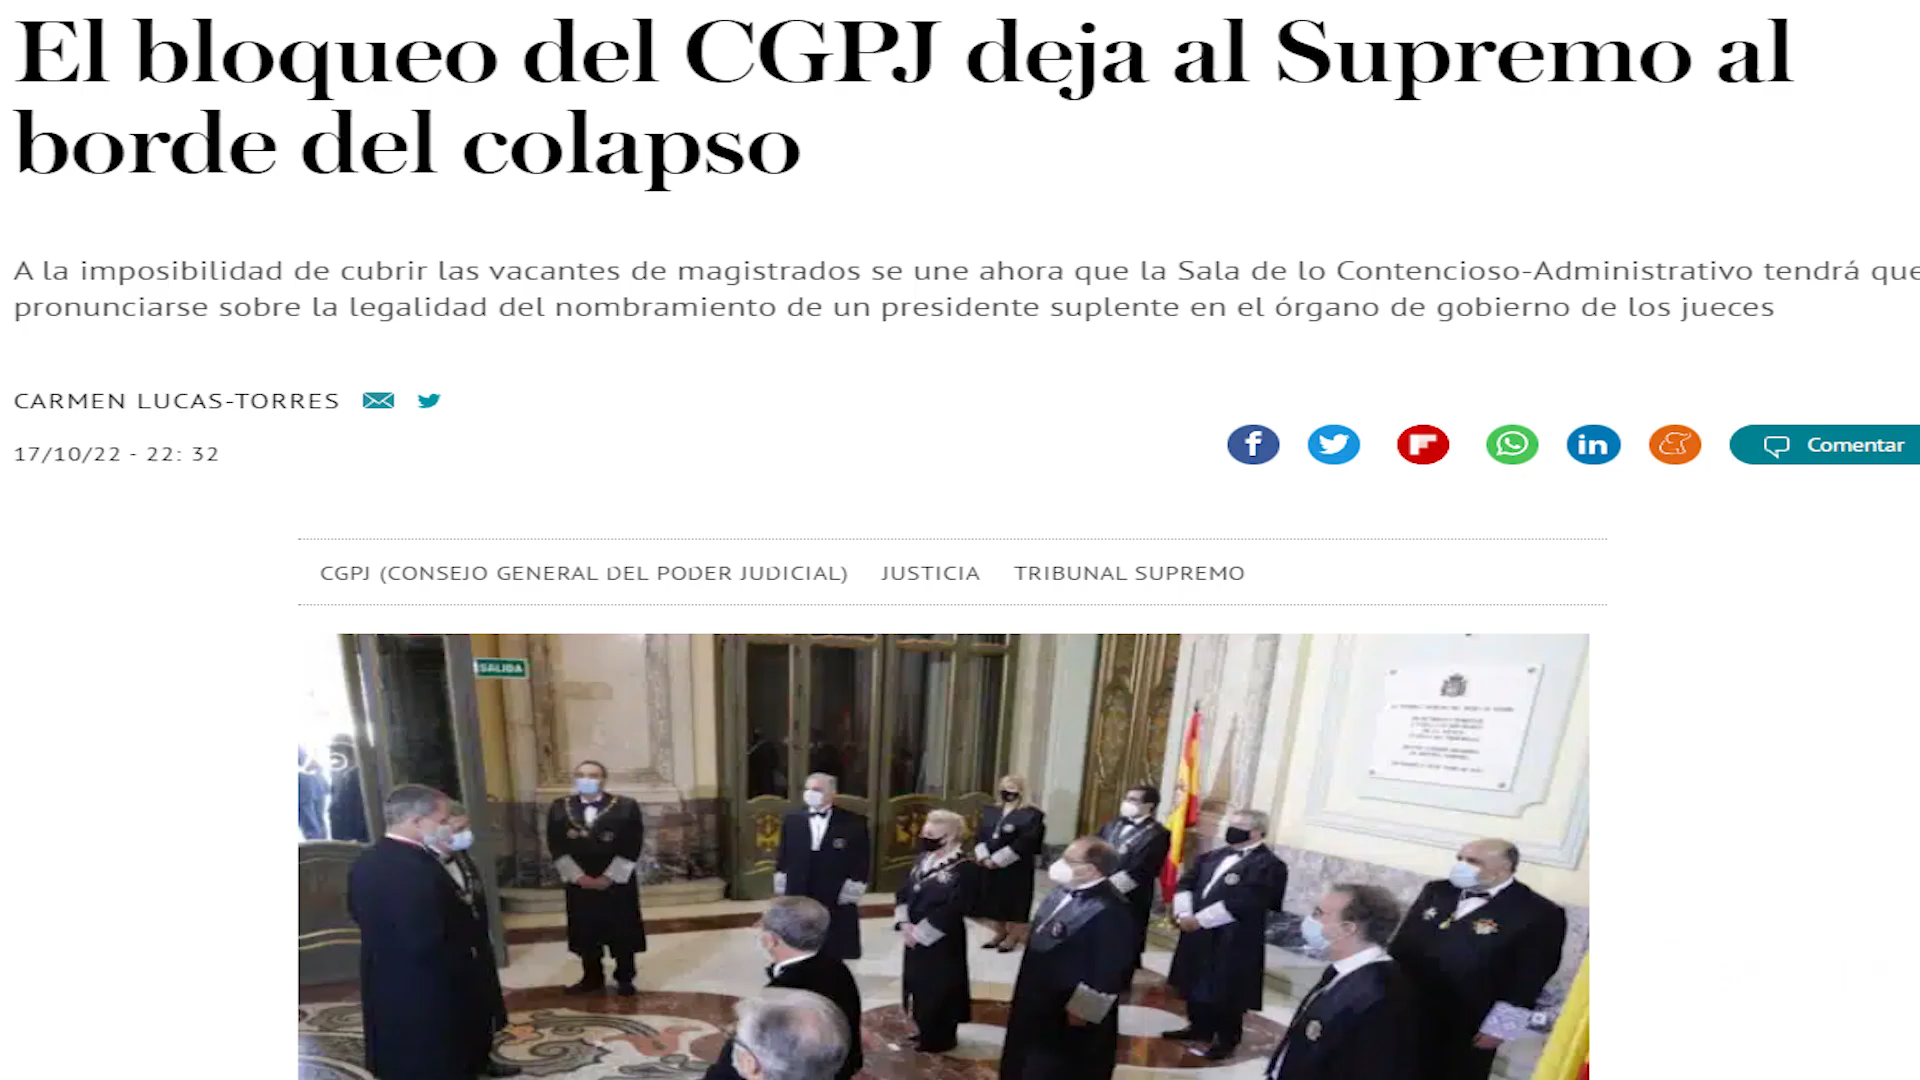 El bloqueo del CGPJ deja al Supremo al
borde del colapso
A la imposibilidad de cubrir las vacantes de magistrados se une ahora que la Sala de lo Contencioso-Administrativo tendrá que
pronunciarse sobre la legalidad del nombramiento de un presidente suplente en el órgano de gobierno de los jueces
CARMEN LUCAS-TORRES
17/10/22 - 22: 32
Comentar
CGPJ (CONSEJO GENERAL DEL PODER JUDICIAL) JUSTICIA TRIBUNAL SUPREMO
SALIDA